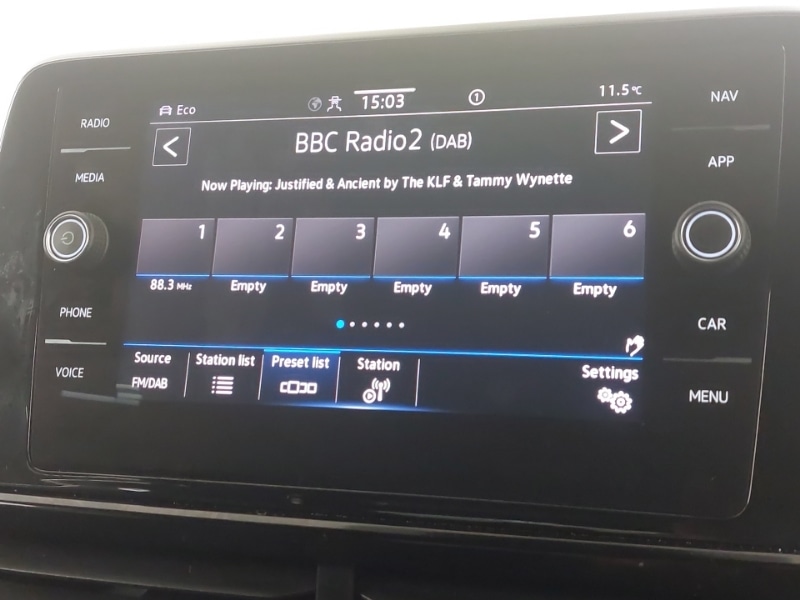 RADIO
MEDIA
PHONE
VOICE
Eco
15:03
1
11.5°C
<
BBC Radio2 (DAB)
>
Now Playing: Justified & Ancient by The KLF & Tammy Wynette
1 2 3 4 5 6
88.3 MHz Empty Empty Empty Empty Empty
Source Station list Preset list Station Settings
FM/DAB
NAV
APP
CAR
MENU